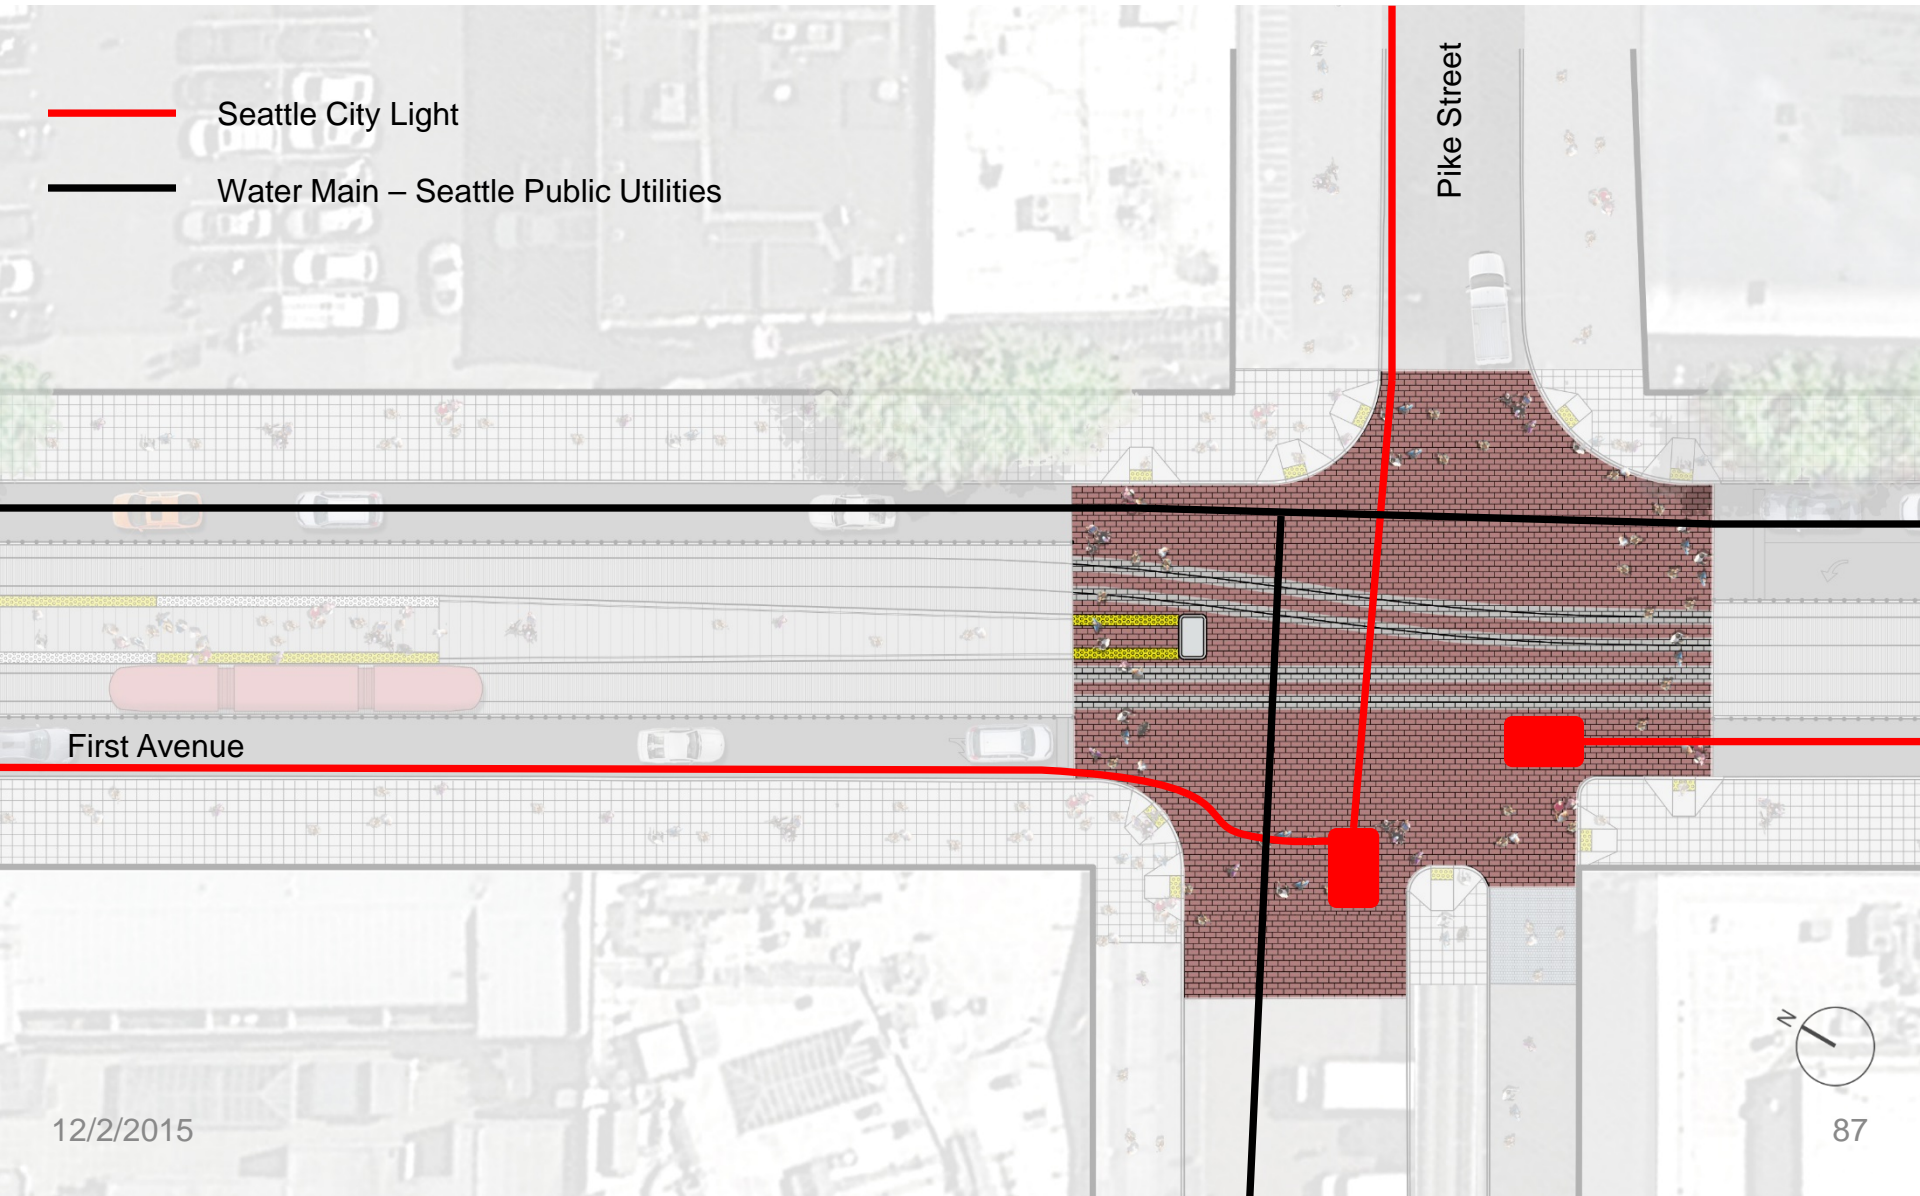 Seattle City Light
Water Main – Seattle Public Utilities
Pike Street
First Avenue
N
12/2/2015
87